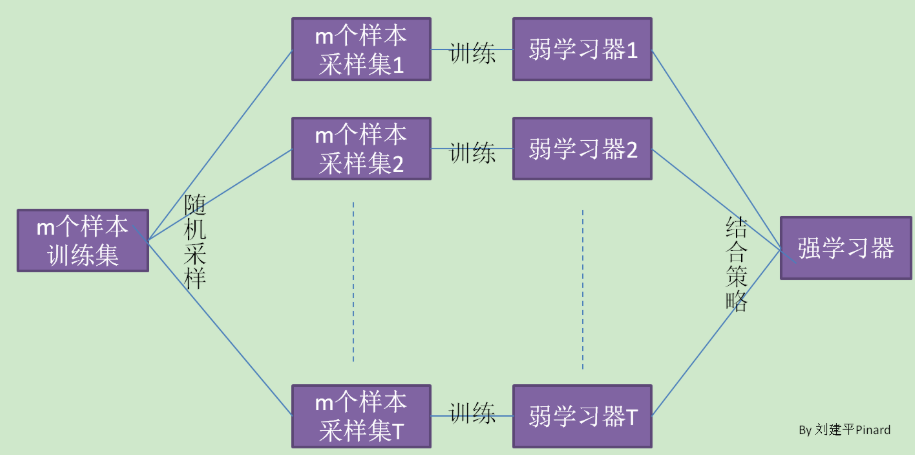 m个样本
采样集1
训练
弱学习器1
m个样本
采样集2
训练
弱学习器2
m个样本
训练集
随机采样
结合策略
强学习器
m个样本
采样集T
训练
弱学习器T
By 刘建平Pinard